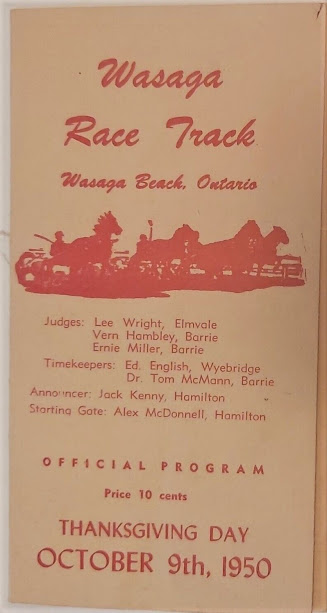 Wasaga
Race Track
Wasaga Beach, Ontario
Judges: Lee Wright, Elmvale
Vern Hambley, Barrie
Ernie Miller, Barrie
Timekeepers: Ed. English, Wyebridge
Dr. Tom McMann, Barrie
Announcer: Jack Kenny, Hamilton
Starting Gate: Alex McDonnell, Hamilton
OFFICIAL PROGRAM
Price 10 cents
THANKSGIVING DAY
OCTOBER 9th, 1950